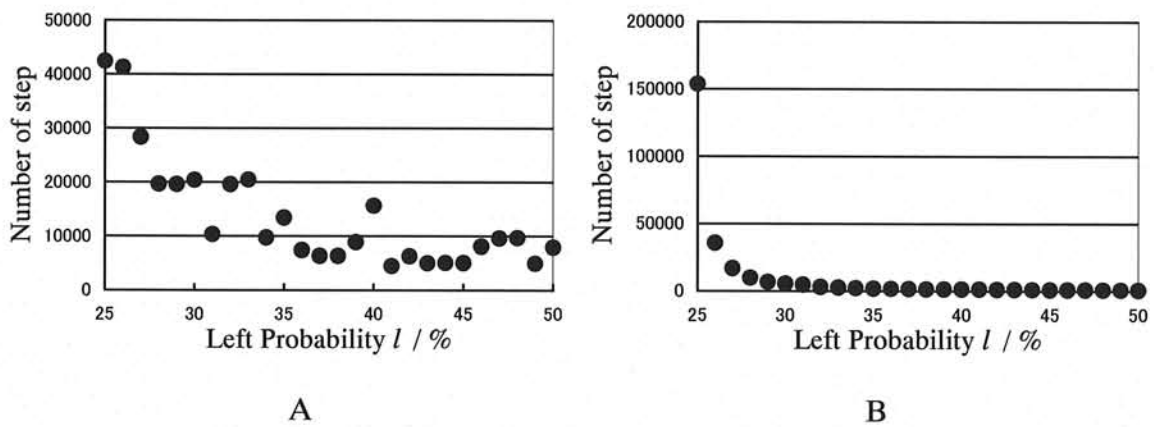 50000
40000
30000
20000
10000
0
Number of step
25 30 35 40 45 50
Left Probability l / %
A
200000
150000
100000
50000
0
Number of step
25 30 35 40 45 50
Left Probability l / %
B